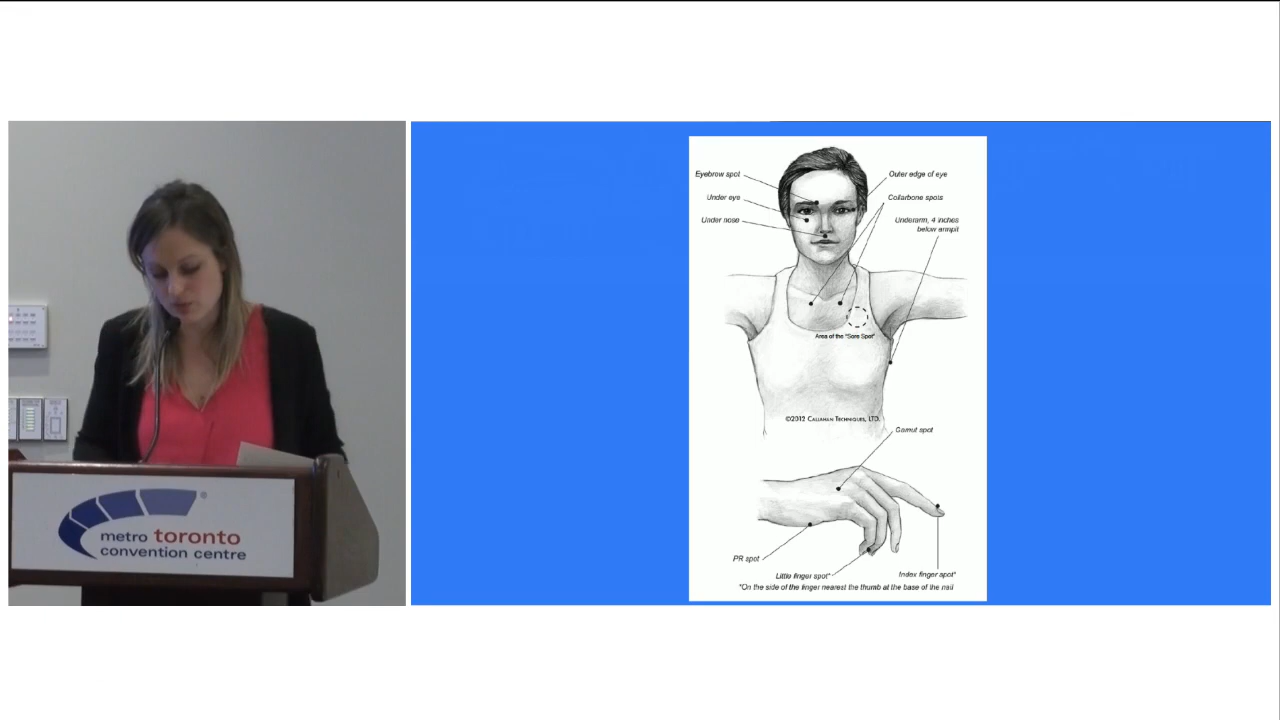 metro toronto
convention centre
Eyebrow spot
Outer edge of eye
Under eye
Collarbone spots
Under nose
Underarm, 4 inches
below armpit
Area of the "Sore Spot"
©2012 CALLAHAN TECHNIQUES, LTD.
Gamut spot
PR spot
Little finger spot*
Index finger spot*
*On the side of the finger nearest the thumb at the base of the nail